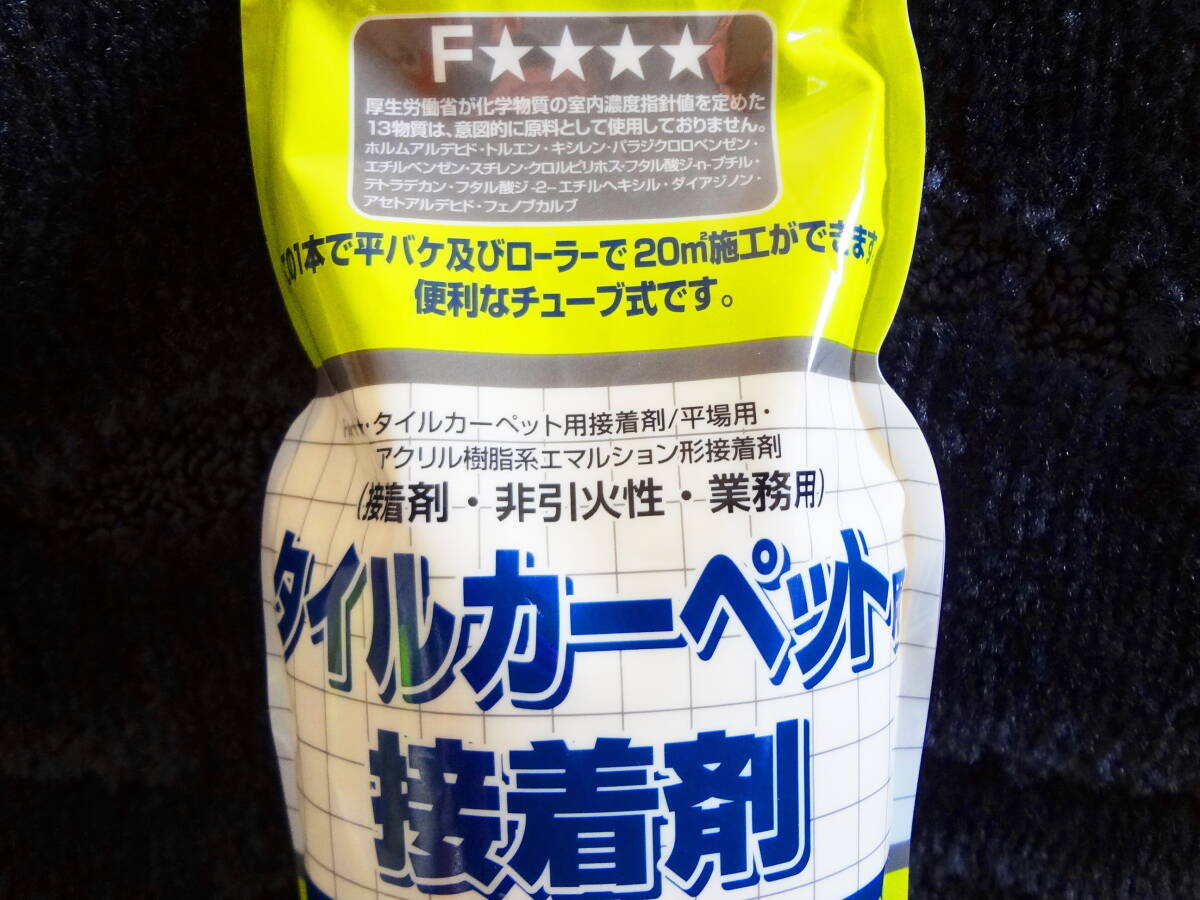 F★★★★
厚生労働省が化学物質の室内濃度指針値を定めた
13物質は、意図的に原料として使用しておりません。
ホルムアルデヒド・トルエン・キシレン・パラジクロロベンゼン・
エチルベンゼン・スチレン・クロルピリホス・フタル酸ジ-n-ブチル・
テトラデカン・フタル酸ジ-2-エチルヘキシル・ダイアジノン・
アセトアルデヒド・フェノブカルブ
この1本で平バケ及びローラーで20㎡施工ができます
便利なチューブ式です。
タイルカーペット用接着剤/平場用・
アクリル樹脂系エマルション形接着剤
(接着剤・非引火性・業務用)
タイルカーペット用
接着剤